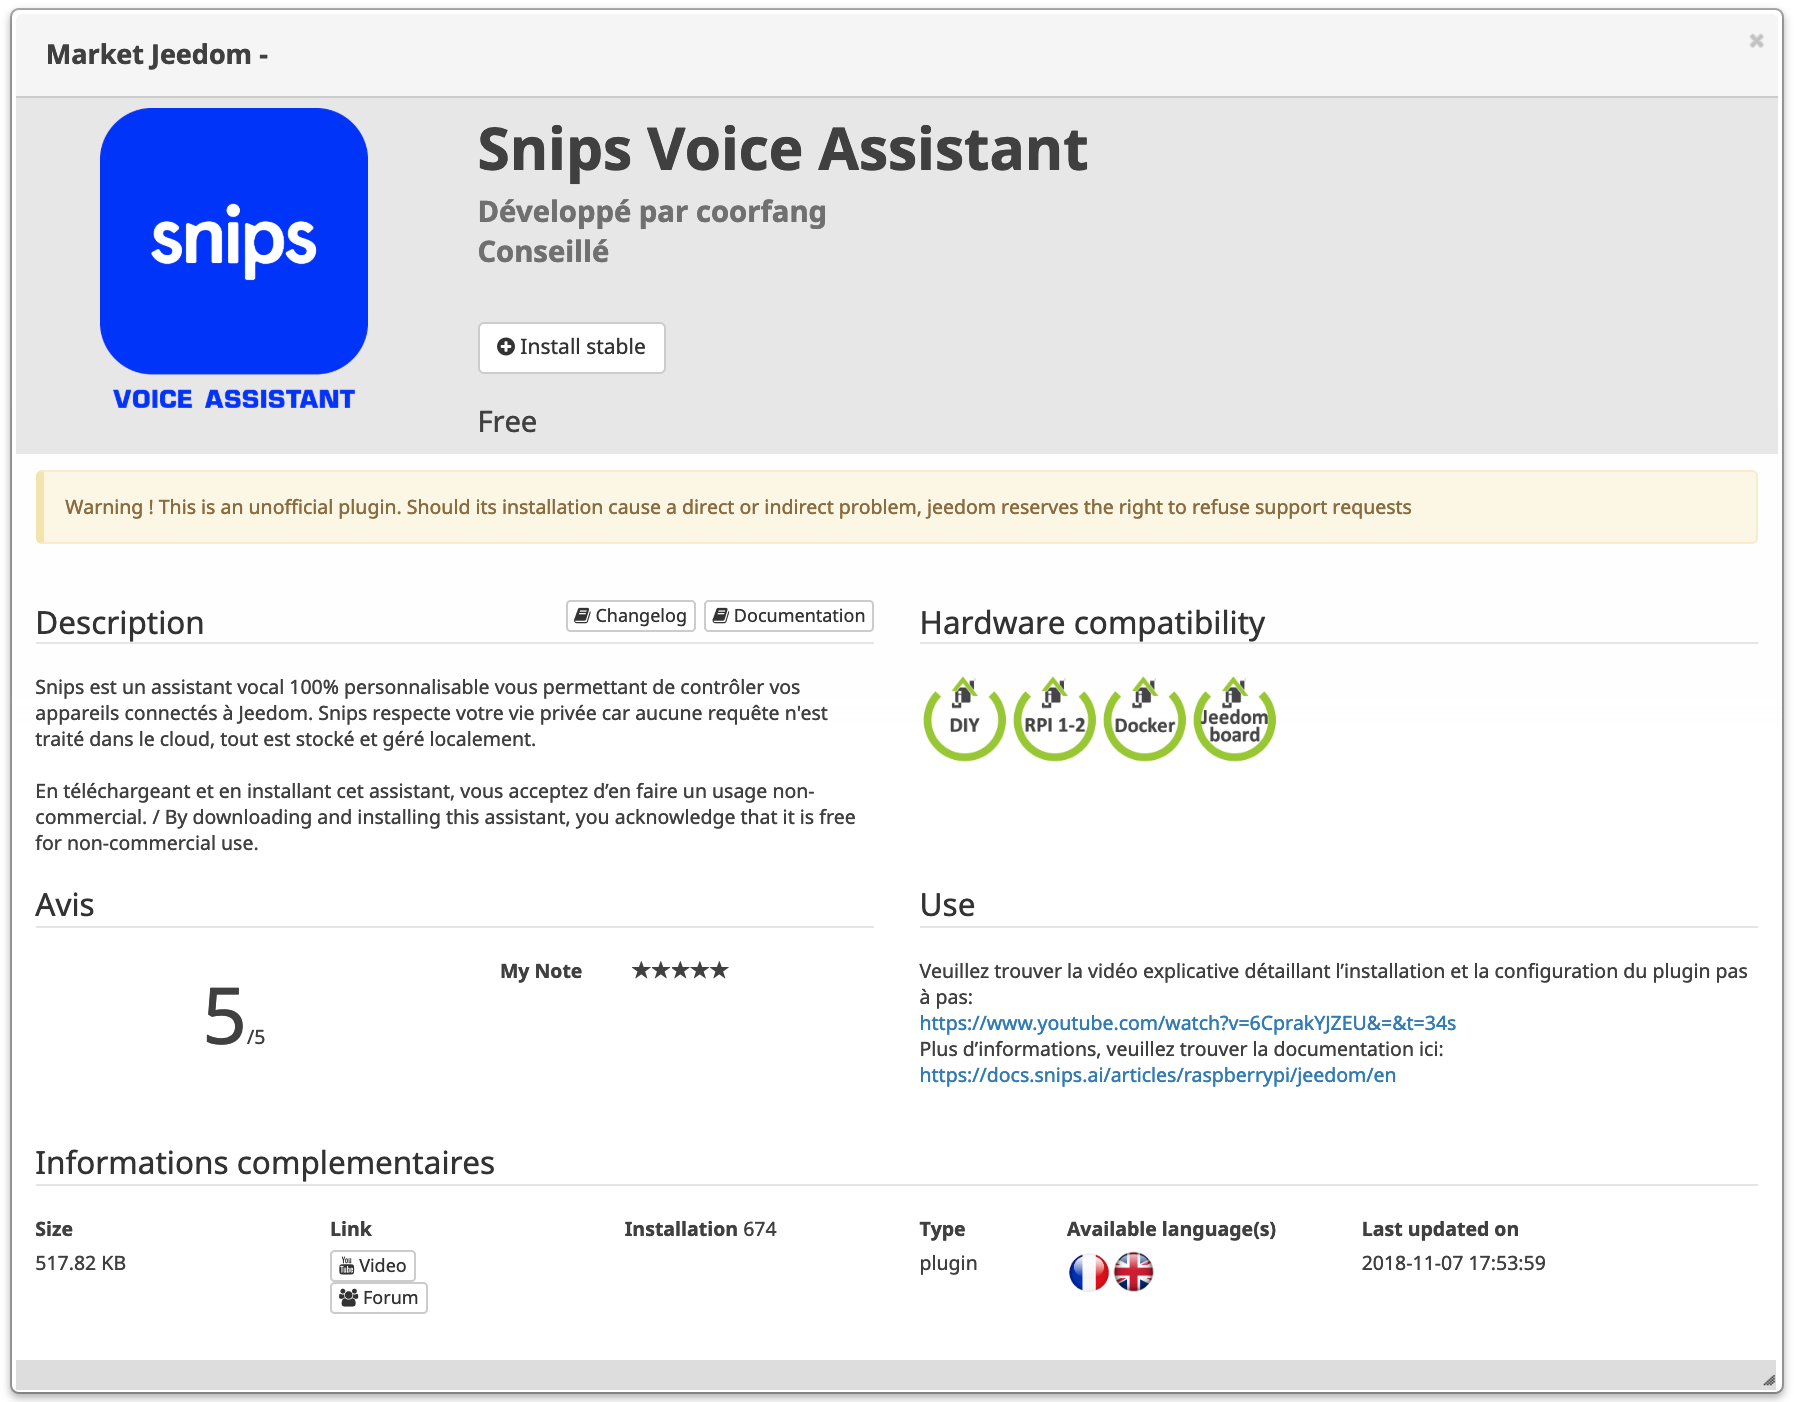 Market Jeedom -
snips
VOICE ASSISTANT
Snips Voice Assistant
Développé par coorfang
Conseillé
Install stable
Free
Warning ! This is an unofficial plugin. Should its installation cause a direct or indirect problem, jeedom reserves the right to refuse support requests
Description
Changelog
Documentation
Snips est un assistant vocal 100% personnalisable vous permettant de contrôler vos
appareils connectés à Jeedom. Snips respecte votre vie privée car aucune requête n'est
traité dans le cloud, tout est stocké et géré localement.
En téléchargeant et en installant cet assistant, vous acceptez d’en faire un usage non-
commercial. / By downloading and installing this assistant, you acknowledge that it is free
for non-commercial use.
Hardware compatibility
DIY
RPI 1-2
Docker
Jeedom
board
Avis
5/5
My Note ★★★★★
Use
Veuillez trouver la vidéo explicative détaillant l’installation et la configuration du plugin pas
à pas:
https://www.youtube.com/watch?v=6CprakYJZEU&=&t=34s
Plus d’informations, veuillez trouver la documentation ici:
https://docs.snips.ai/articles/raspberrypi/jeedom/en
Informations complementaires
Size
517.82 KB
Link
Video
Forum
Installation 674
Type
plugin
Available language(s)
Last updated on
2018-11-07 17:53:59